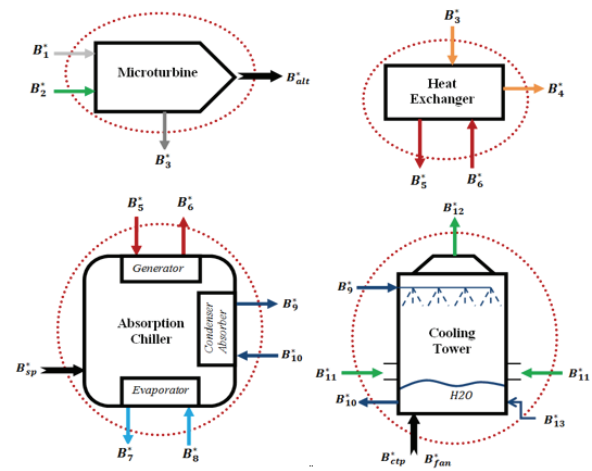 B*1
B*2
Microturbine
B*alt
B*3
B*3
Heat
Exchanger
B*4
B*5
B*6
B*5
B*6
Generator
Absorption
Chiller
Condenser
Absorber
B*9
B*10
B*sp
Evaporator
B*7
B*8
B*12
B*9
Cooling
Tower
B*11
B*11
H2O
B*10
B*13
B*ctp
B*fan